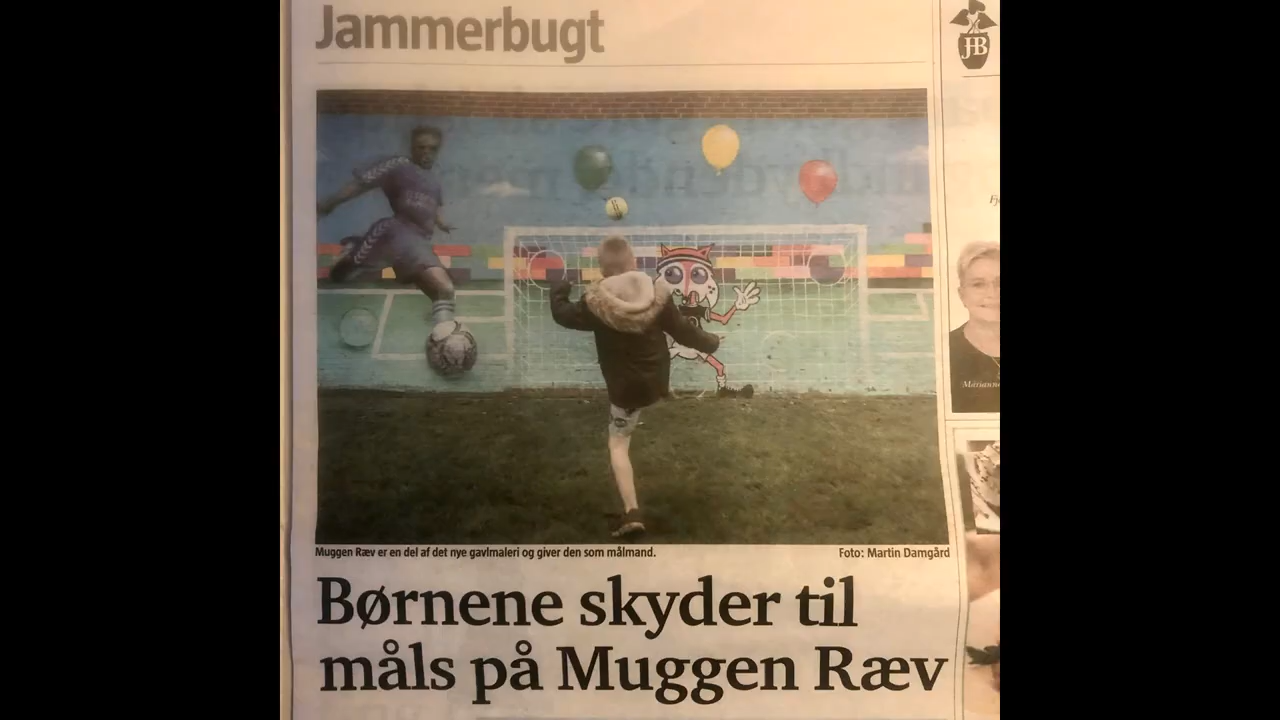 Jammerbugt
JB
Muggen Ræv er en del af det nye gavlmaleri og giver den som målmand.
Foto: Martin Damgård
Børnene skyder til
måls på Muggen Ræv